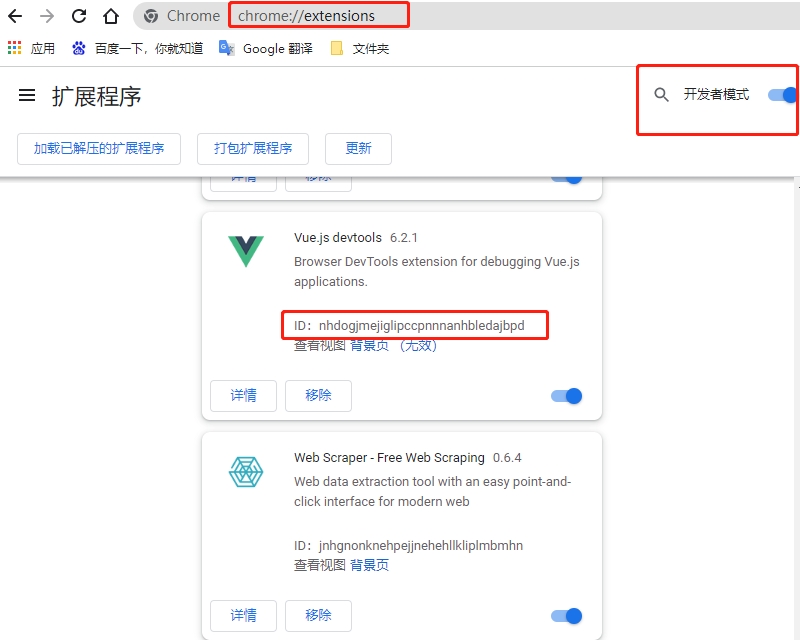 Chrome chrome://extensions
应用 百度一下，你就知道 Google 翻译 文件夹
扩展程序 开发者模式
加载已解压的扩展程序 打包扩展程序 更新
详情 移除
Vue.js devtools 6.2.1
Browser DevTools extension for debugging Vue.js
applications.
ID：nhdogjmejiglipccpnnnanhbledajbpd
查看视图 背景页 （无效）
详情 移除
Web Scraper - Free Web Scraping 0.6.4
Web data extraction tool with an easy point-and-
click interface for modern web
ID：jnhgnonknehpejjnehehllkliplmbmhn
查看视图 背景页
详情 移除